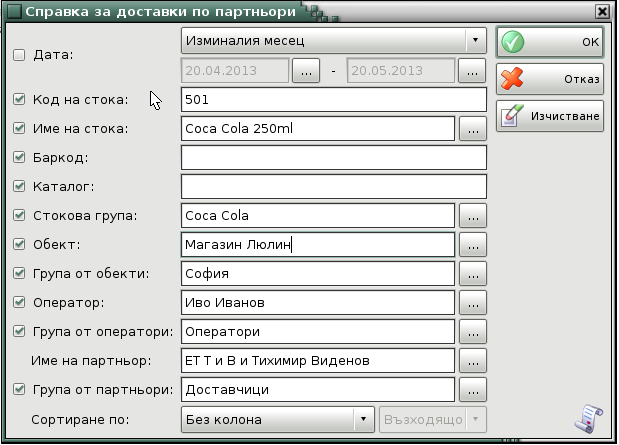 Справка за доставки по партньори
Изминалия месец
Дата:
20.04.2013 ... - 20.05.2013 ...
Код на стока: 501
Име на стока: Coca Cola 250ml ...
Баркод:
Каталог:
Стокова група: Coca Cola ...
Обект: Магазин Люлин ...
Група от обекти: София ...
Оператор: Иво Иванов ...
Група от оператори: Оператори ...
Име на партньор: ЕТ Т и В и Тихимир Виденов ...
Група от партньори: Доставчици ...
Сортиране по: Без колона Възходящо
ОК
Отказ
Изчистване